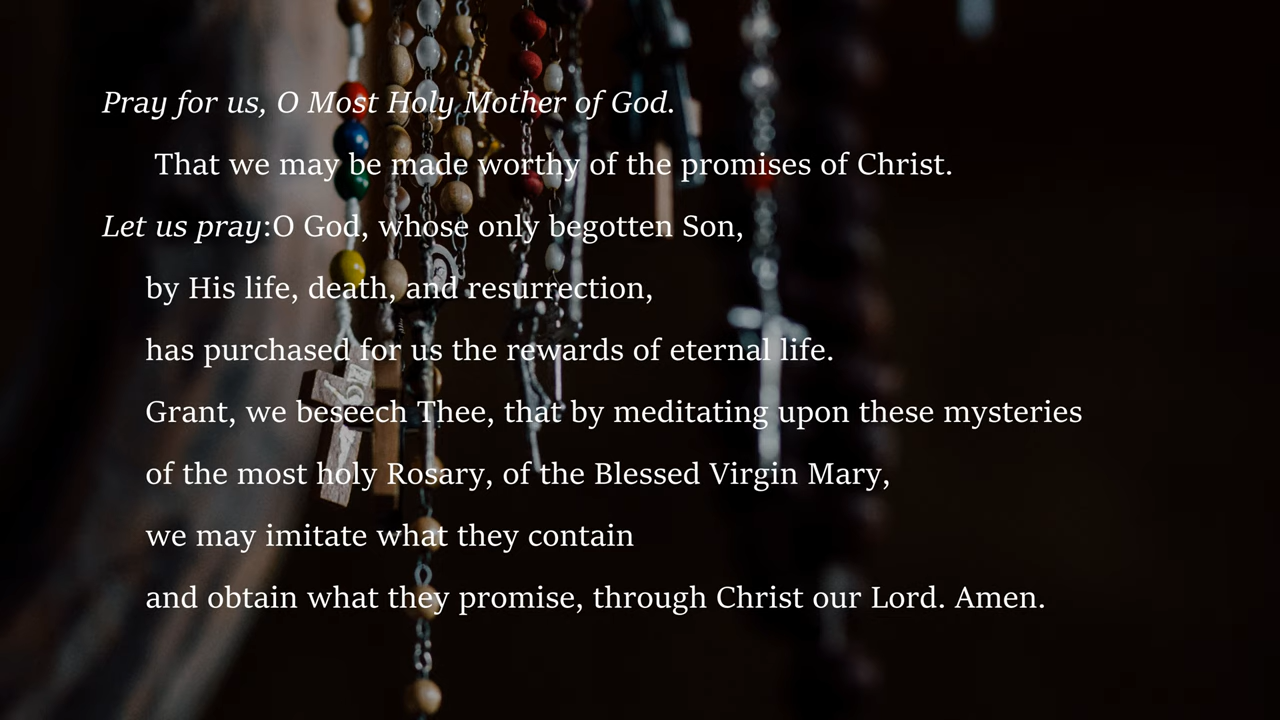 Pray for us, O Most Holy Mother of God.
That we may be made worthy of the promises of Christ.
Let us pray:O God, whose only begotten Son,
by His life, death, and resurrection,
has purchased for us the rewards of eternal life.
Grant, we beseech Thee, that by meditating upon these mysteries
of the most holy Rosary, of the Blessed Virgin Mary,
we may imitate what they contain
and obtain what they promise, through Christ our Lord. Amen.